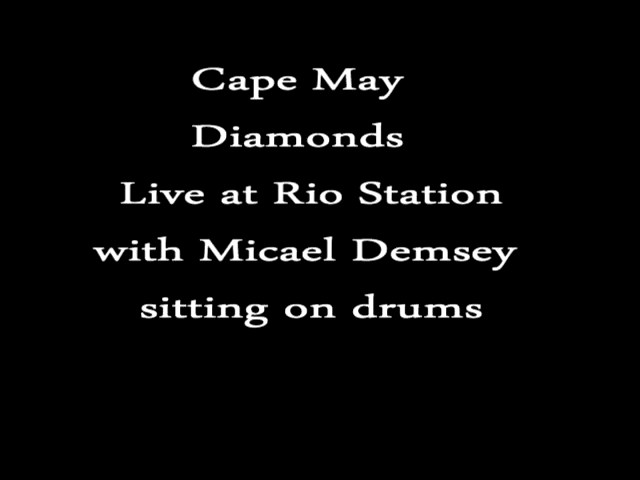 Cape May
Diamonds
Live at Rio Station
with Micael Demsey
sitting on drums